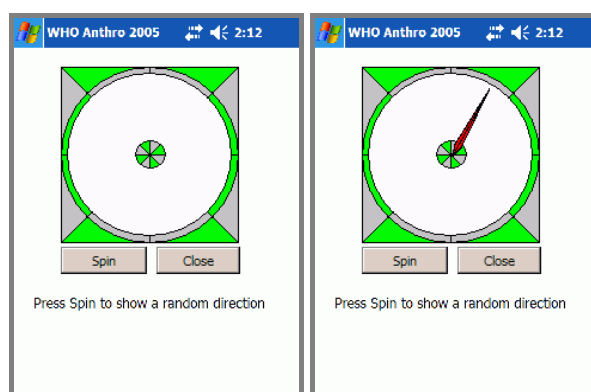 WHO Anthro 2005 2:12
Spin Close
Press Spin to show a random direction
WHO Anthro 2005 2:12
Spin Close
Press Spin to show a random direction